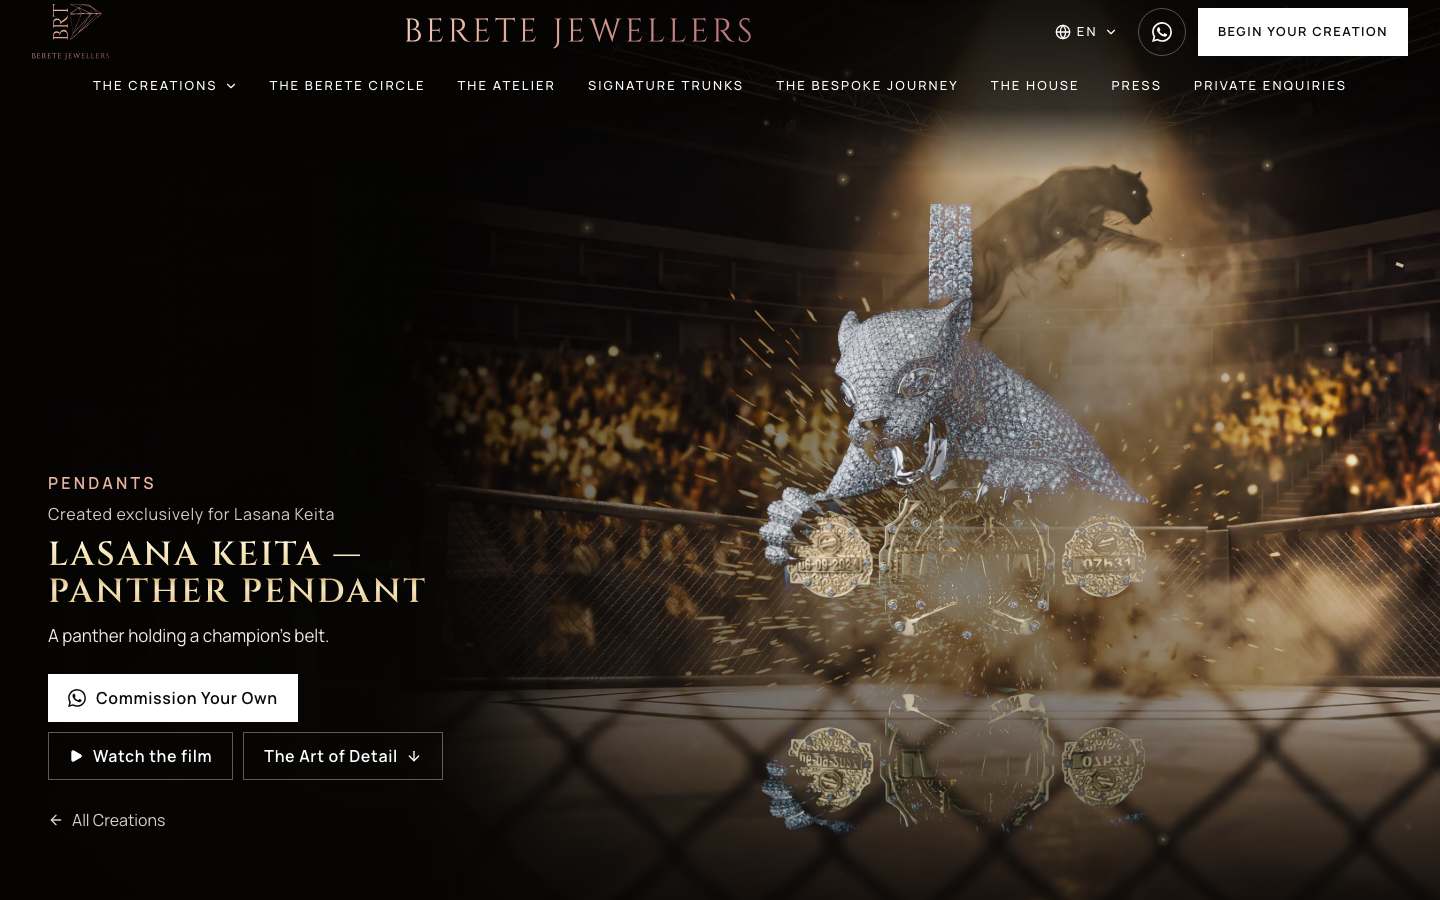 BRT
BERETE JEWELLERS
BERETE JEWELLERS
EN
BEGIN YOUR CREATION
THE CREATIONS
THE BERETE CIRCLE
THE ATELIER
SIGNATURE TRUNKS
THE BESPOKE JOURNEY
THE HOUSE
PRESS
PRIVATE ENQUIRIES
PENDANTS
Created exclusively for Lasana Keita
LASANA KEITA —
PANTHER PENDANT
A panther holding a champion's belt.
Commission Your Own
Watch the film
The Art of Detail
All Creations